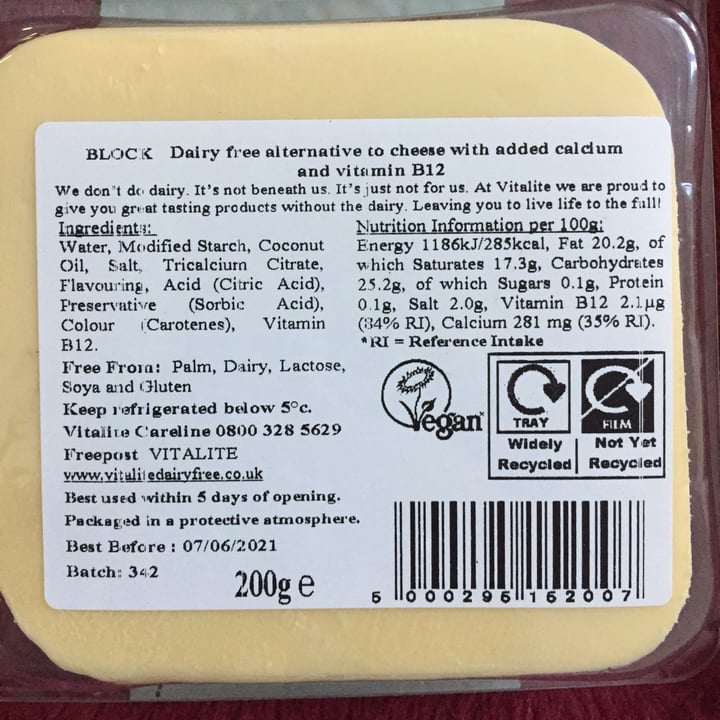 BLOCK Dairy free alternative to cheese with added calcium
and vitamin B12
We don't do dairy. It's not beneath us. It's just not for us. At Vitalite we are proud to
give you great tasting products without the dairy. Leaving you to live life to the full!
Ingredients:
Water, Modified Starch, Coconut
Oil, Salt, Tricalcium Citrate,
Flavouring, Acid (Citric Acid),
Preservative (Sorbic Acid),
Colour (Carotenes), Vitamin
B12.
Free From: Palm, Dairy, Lactose,
Soya and Gluten
Keep refrigerated below 5°c.
Vitalite Careline 0800 328 5629
Freepost VITALITE
www.vitalitedairyfree.co.uk
Best used within 5 days of opening.
Packaged in a protective atmosphere.
Best Before : 07/06/2021
Batch: 342
200g e
Nutrition Information per 100g:
Energy 1186kJ/285kcal, Fat 20.2g, of
which Saturates 17.3g, Carbohydrates
25.2g, of which Sugars 0.1g, Protein
0.1g, Salt 2.0g, Vitamin B12 2.1µg
(84% RI), Calcium 281 mg (35% RI).
*RI = Reference Intake
Vegan
TRAY
Widely
Recycled
FILM
Not Yet
Recycled
5 000295 152007